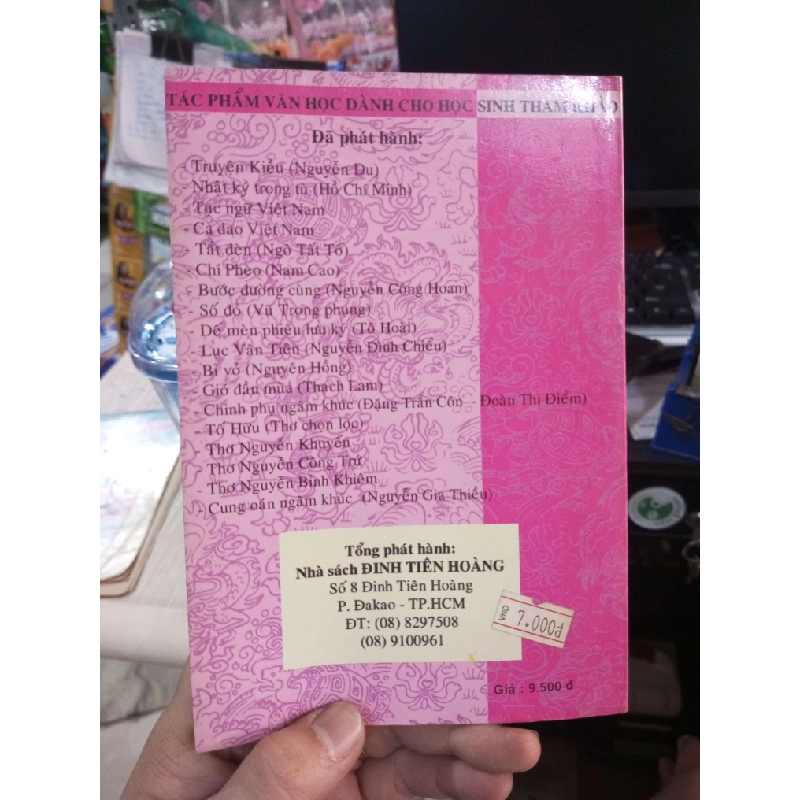 TÁC PHẨM VĂN HỌC DÀNH CHO HỌC SINH THAM KHẢO
Đã phát hành:
- Truyện Kiều (Nguyễn Du)
- Nhật ký trong tù (Hồ Chí Minh)
- Tục ngữ Việt Nam
- Ca dao Việt Nam
- Tắt đèn (Ngô Tất Tố)
- Chí Phèo (Nam Cao)
- Bước đường cùng (Nguyễn Công Hoan)
- Số đỏ (Vũ Trọng phụng)
- Dế mèn phiêu lưu ký (Tô Hoài)
- Lục Vân Tiên (Nguyễn Đình Chiểu)
- Bỉ vỏ (Nguyên Hồng)
- Gió đầu mùa (Thạch Lam)
- Chinh phụ ngâm khúc (Đặng Trần Côn - Đoàn Thị Điểm)
- Tố Hữu (Thơ chọn lọc)
- Thơ Nguyễn Khuyến
- Thơ Nguyễn Công Trứ
- Thơ Nguyễn Bỉnh Khiêm
- Cung oán ngâm khúc (Nguyễn Gia Thiều)
Tổng phát hành:
Nhà sách ĐINH TIÊN HOÀNG
Số 8 Đinh Tiên Hoàng
P. Đakao - TP.HCM
ĐT: (08) 8297508
(08) 9100961
VND 7.000đ
Giá : 9.500 đ